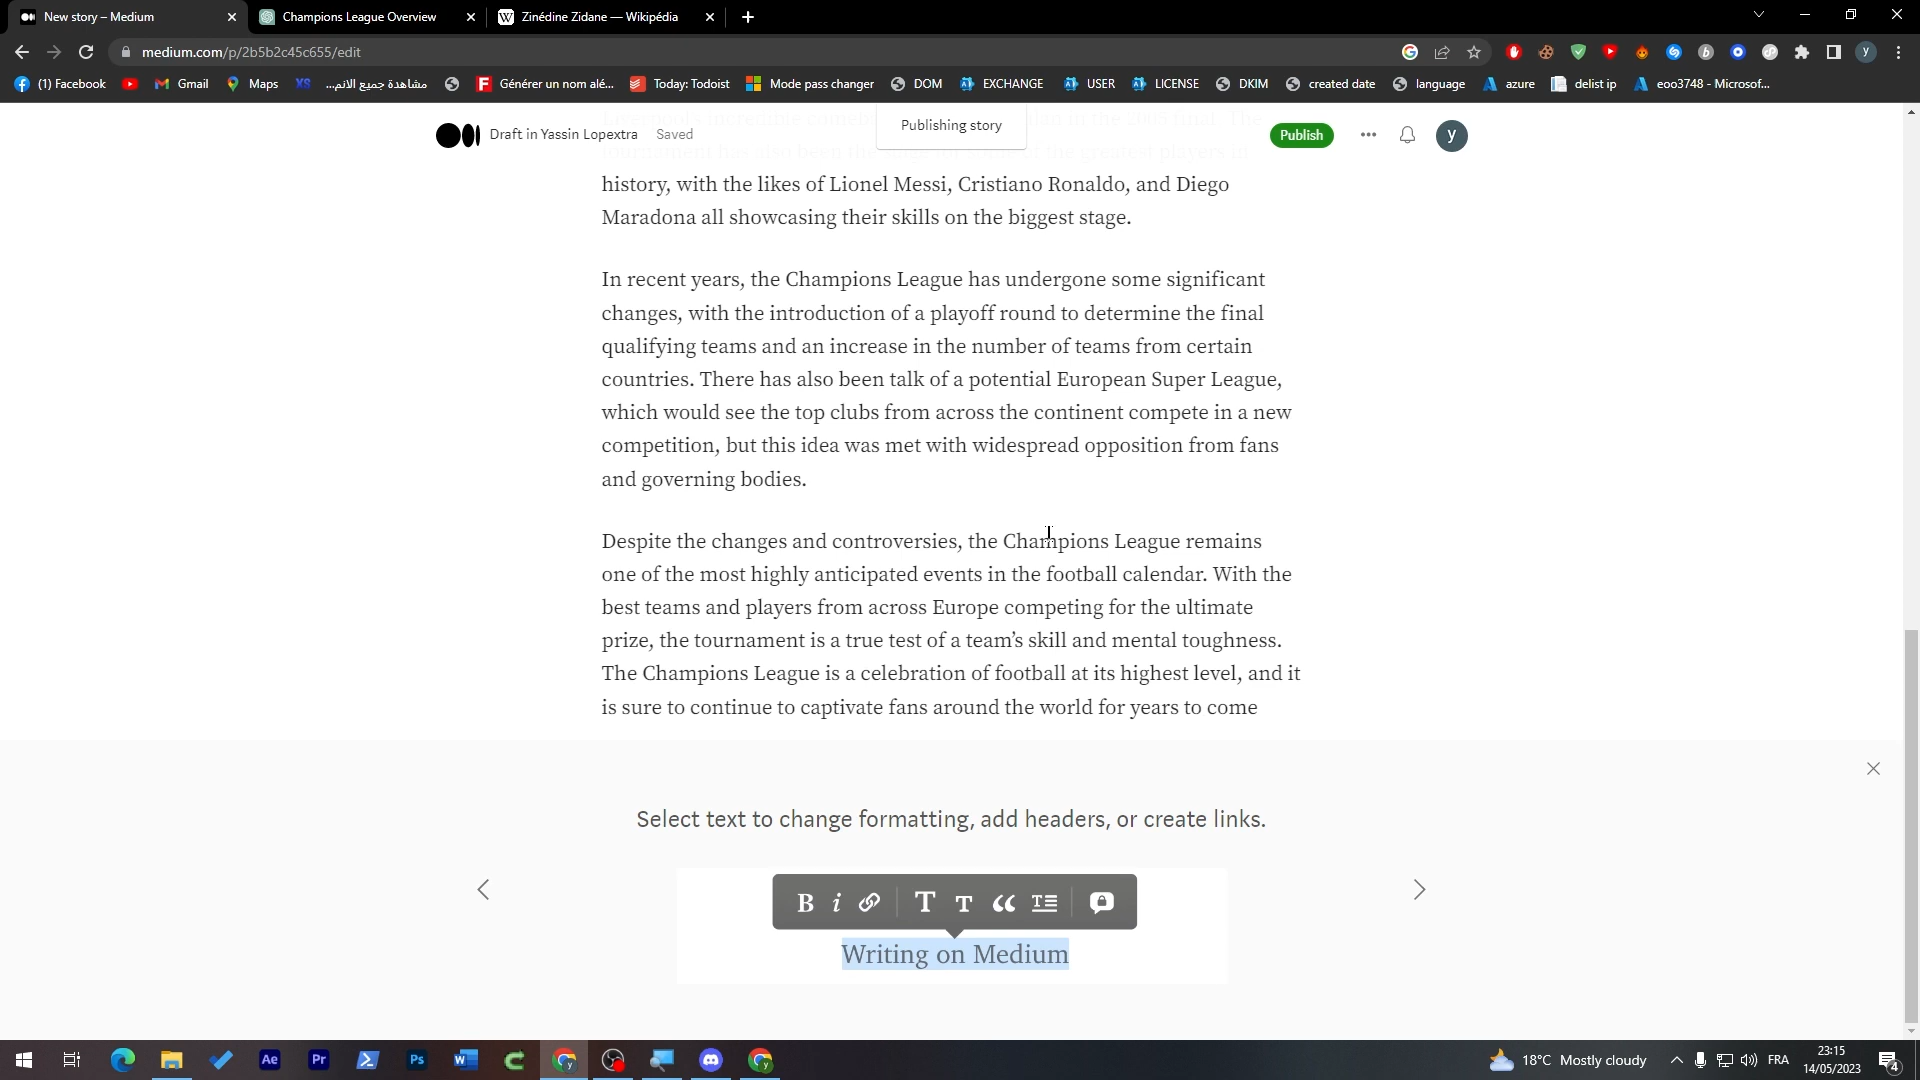 New story – Medium
Champions League Overview
Zinédine Zidane — Wikipédia
medium.com/p/2b5b2c45c655/edit
(1) Facebook
Gmail
Maps
XS
مشاهدة جميع الانم...
Générer un nom alé...
Today: Todoist
Mode pass changer
DOM
EXCHANGE
USER
LICENSE
DKIM
created date
language
azure
delist ip
eoo3748 - Microsof...
Draft in Yassin Lopextra
Saved
Publishing story
Publish
y
history, with the likes of Lionel Messi, Cristiano Ronaldo, and Diego
Maradona all showcasing their skills on the biggest stage.
In recent years, the Champions League has undergone some significant
changes, with the introduction of a playoff round to determine the final
qualifying teams and an increase in the number of teams from certain
countries. There has also been talk of a potential European Super League,
which would see the top clubs from across the continent compete in a new
competition, but this idea was met with widespread opposition from fans
and governing bodies.
Despite the changes and controversies, the Champions League remains
one of the most highly anticipated events in the football calendar. With the
best teams and players from across Europe competing for the ultimate
prize, the tournament is a true test of a team’s skill and mental toughness.
The Champions League is a celebration of football at its highest level, and it
is sure to continue to captivate fans around the world for years to come
Select text to change formatting, add headers, or create links.
B i T T
Writing on Medium
Ae
Pr
Ps
18°C Mostly cloudy
FRA
23:15
14/05/2023
4